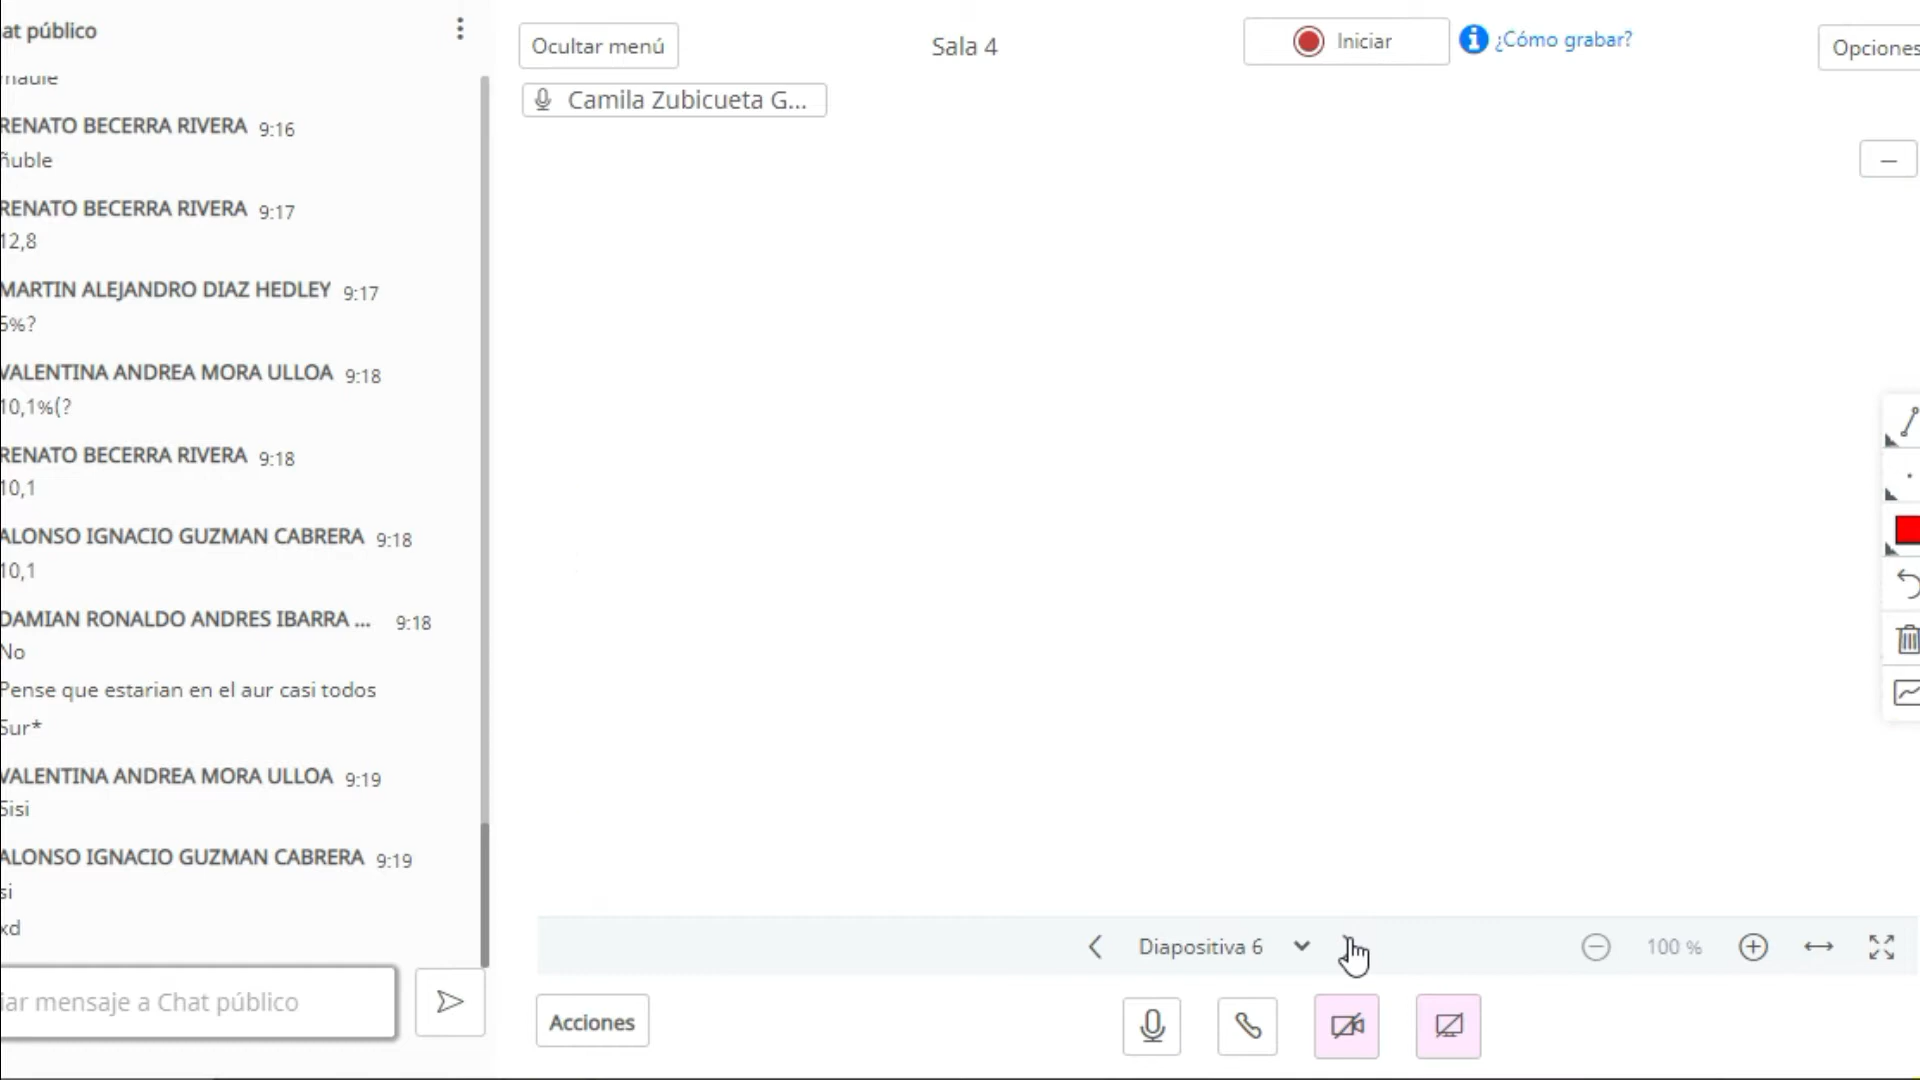 at público
RENATO BECERRA RIVERA 9:16
ñuble
RENATO BECERRA RIVERA 9:17
12,8
MARTIN ALEJANDRO DIAZ HEDLEY 9:17
5%?
VALENTINA ANDREA MORA ULLOA 9:18
10,1%(?
RENATO BECERRA RIVERA 9:18
10,1
ALONSO IGNACIO GUZMAN CABRERA 9:18
10,1
DAMIAN RONALDO ANDRES IBARRA ... 9:18
No
Pense que estarian en el aur casi todos
Sur*
VALENTINA ANDREA MORA ULLOA 9:19
Sisi
ALONSO IGNACIO GUZMAN CABRERA 9:19
si
xd
iar mensaje a Chat público
Ocultar menú
Sala 4
Iniciar
¿Cómo grabar?
Opciones
Camila Zubicueta G...
Diapositiva 6
100 %
Acciones